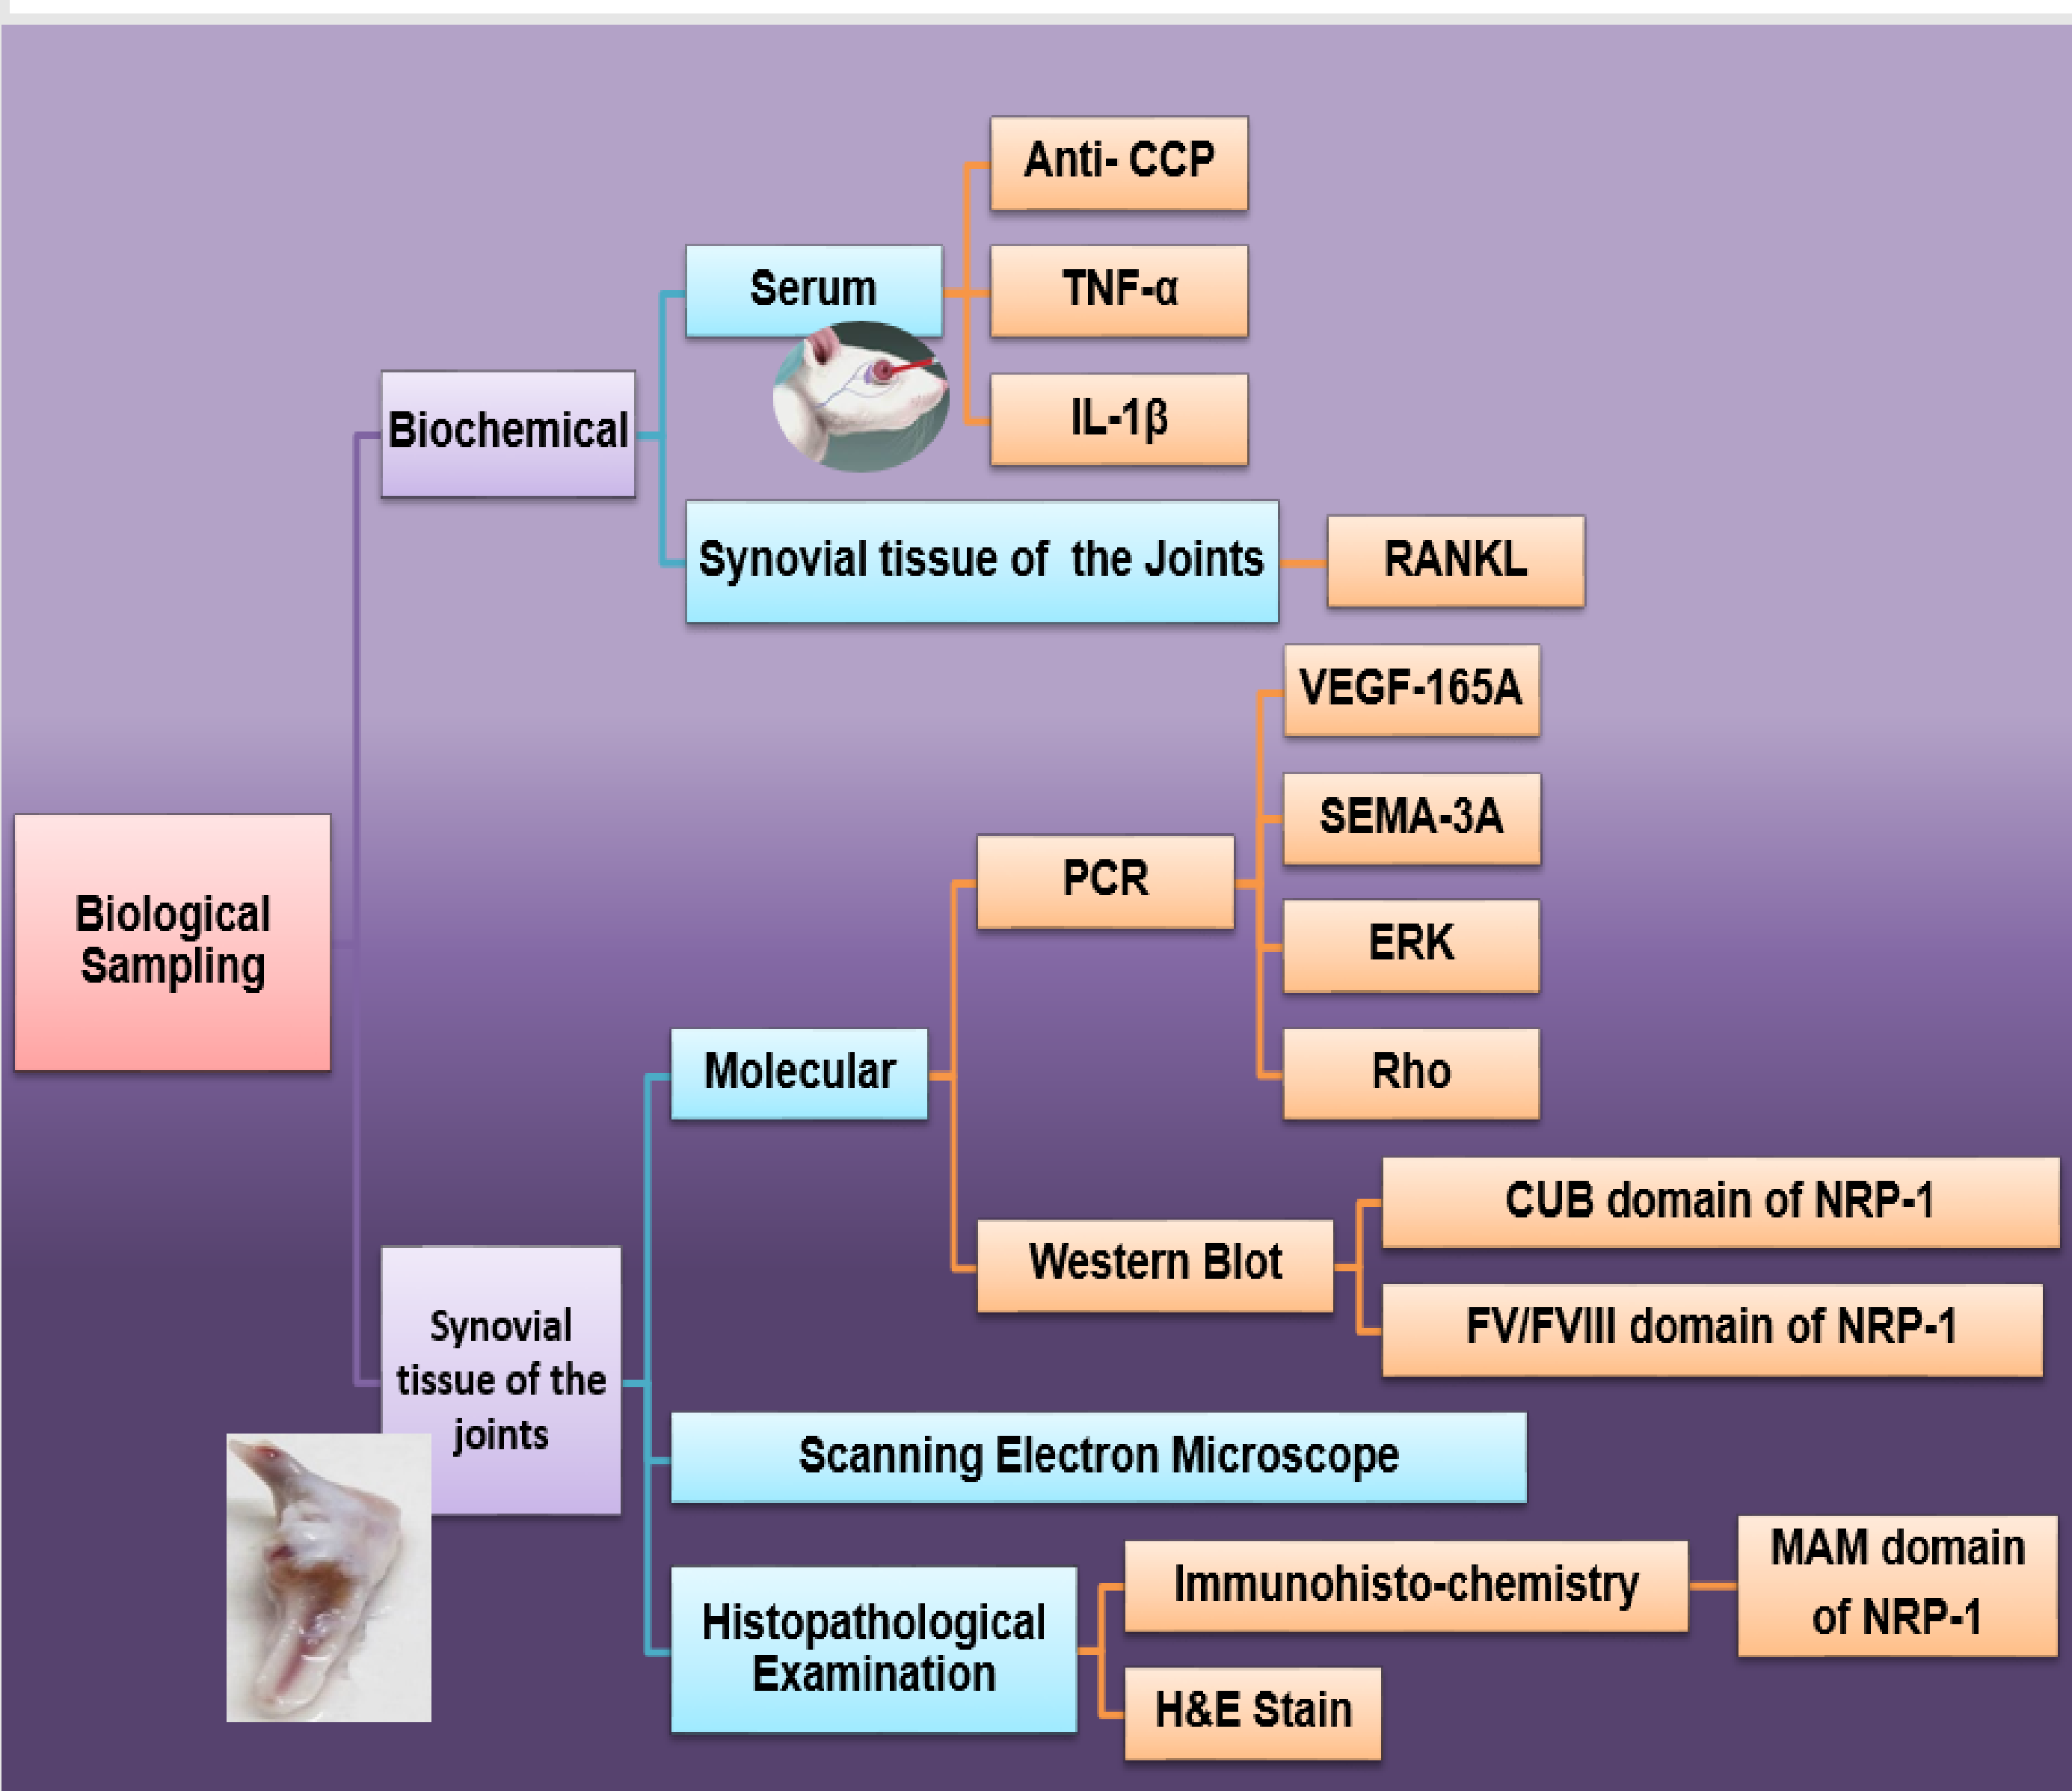 Anti- CCP
Serum
TNF-α
IL-1β
Biochemical
Synovial tissue of the Joints
RANKL
VEGF-165A
SEMA-3A
PCR
ERK
Rho
Biological
Sampling
Molecular
CUB domain of NRP-1
Western Blot
FV/FVIII domain of NRP-1
Synovial
tissue of the
joints
Scanning Electron Microscope
Immunohisto-chemistry
MAM domain
of NRP-1
Histopathological
Examination
H&E Stain